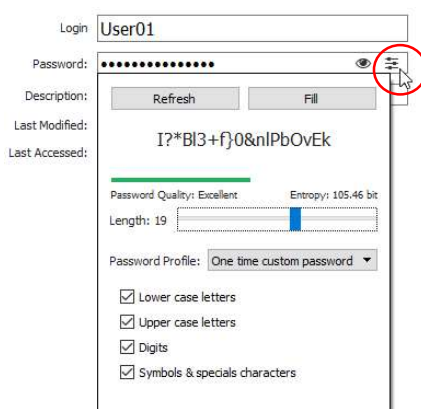 Login User01
Password: ●●●●●●●●●●●●●●●
Description:
Last Modified:
Last Accessed:
Refresh Fill
I?*Bl3+f}0&nlPbOvEk
Password Quality: Excellent Entropy: 105.46 bit
Length: 19
Password Profile: One time custom password
Lower case letters
Upper case letters
Digits
Symbols & specials characters